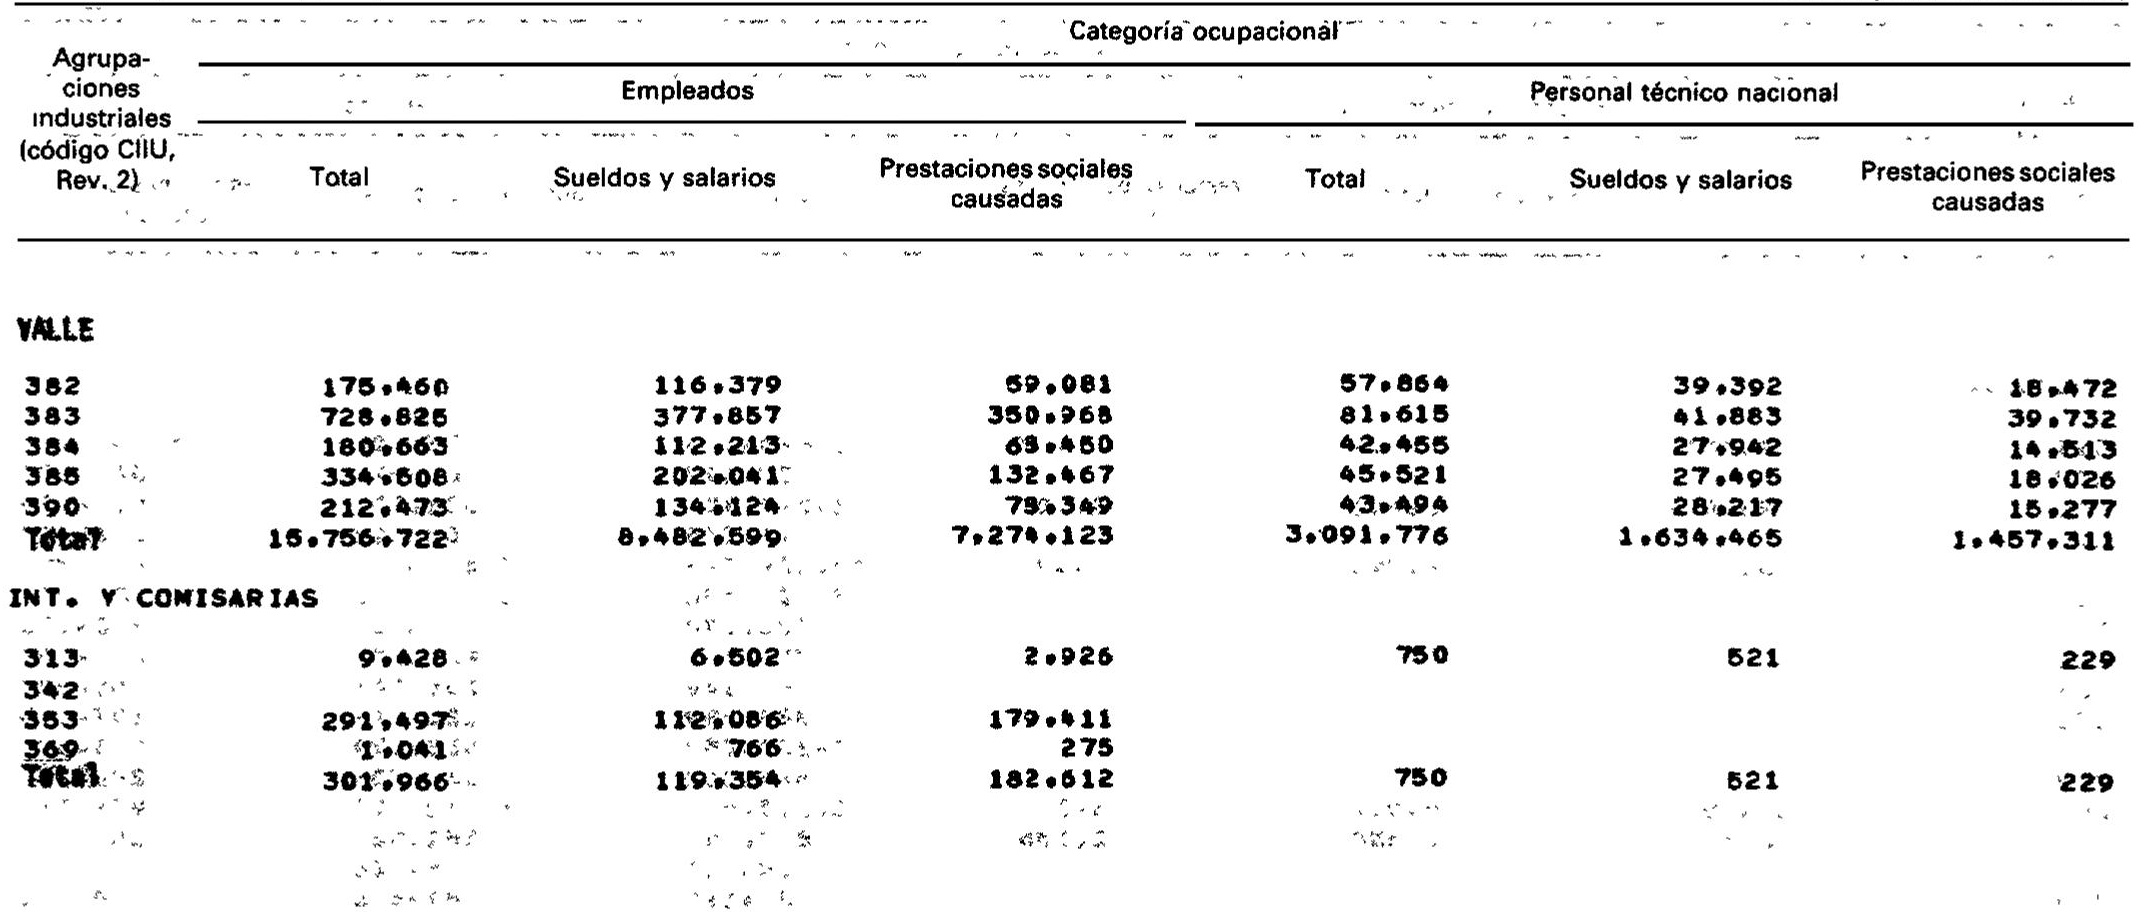 Categoría ocupacional
Agrupa-
ciones
industriales
(código CIIU,
Rev. 2)
Empleados Personal técnico nacional
Total Sueldos y salarios Prestaciones sociales
causadas Total Sueldos y salarios Prestaciones sociales
causadas
VALLE
382 175.460 116.379 59.081 57.864 39.392 18.472
383 728.825 377.857 350.968 81.615 41.883 39.732
384 180.663 112.213 68.450 42.455 27.942 14.513
385 334.508 202.041 132.467 45.521 27.495 18.026
390 212.473 134.124 78.349 43.494 28.217 15.277
Total 15.756.722 8.482.599 7.274.123 3.091.776 1.634.465 1.457.311
INT. Y COMISARIAS
313 9.428 6.502 2.926 750 521 229
342
353 291.497 112.086 179.411
369 1.041 766 275
Total 301.966 119.354 182.612 750 521 229